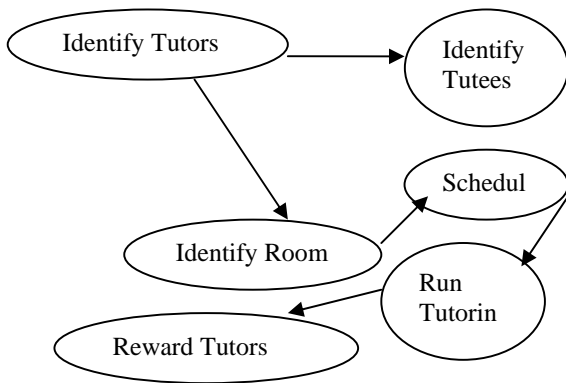 Identify Tutors
Identify
Tutees
Schedul
Identify Room
Run
Tutorin
Reward Tutors